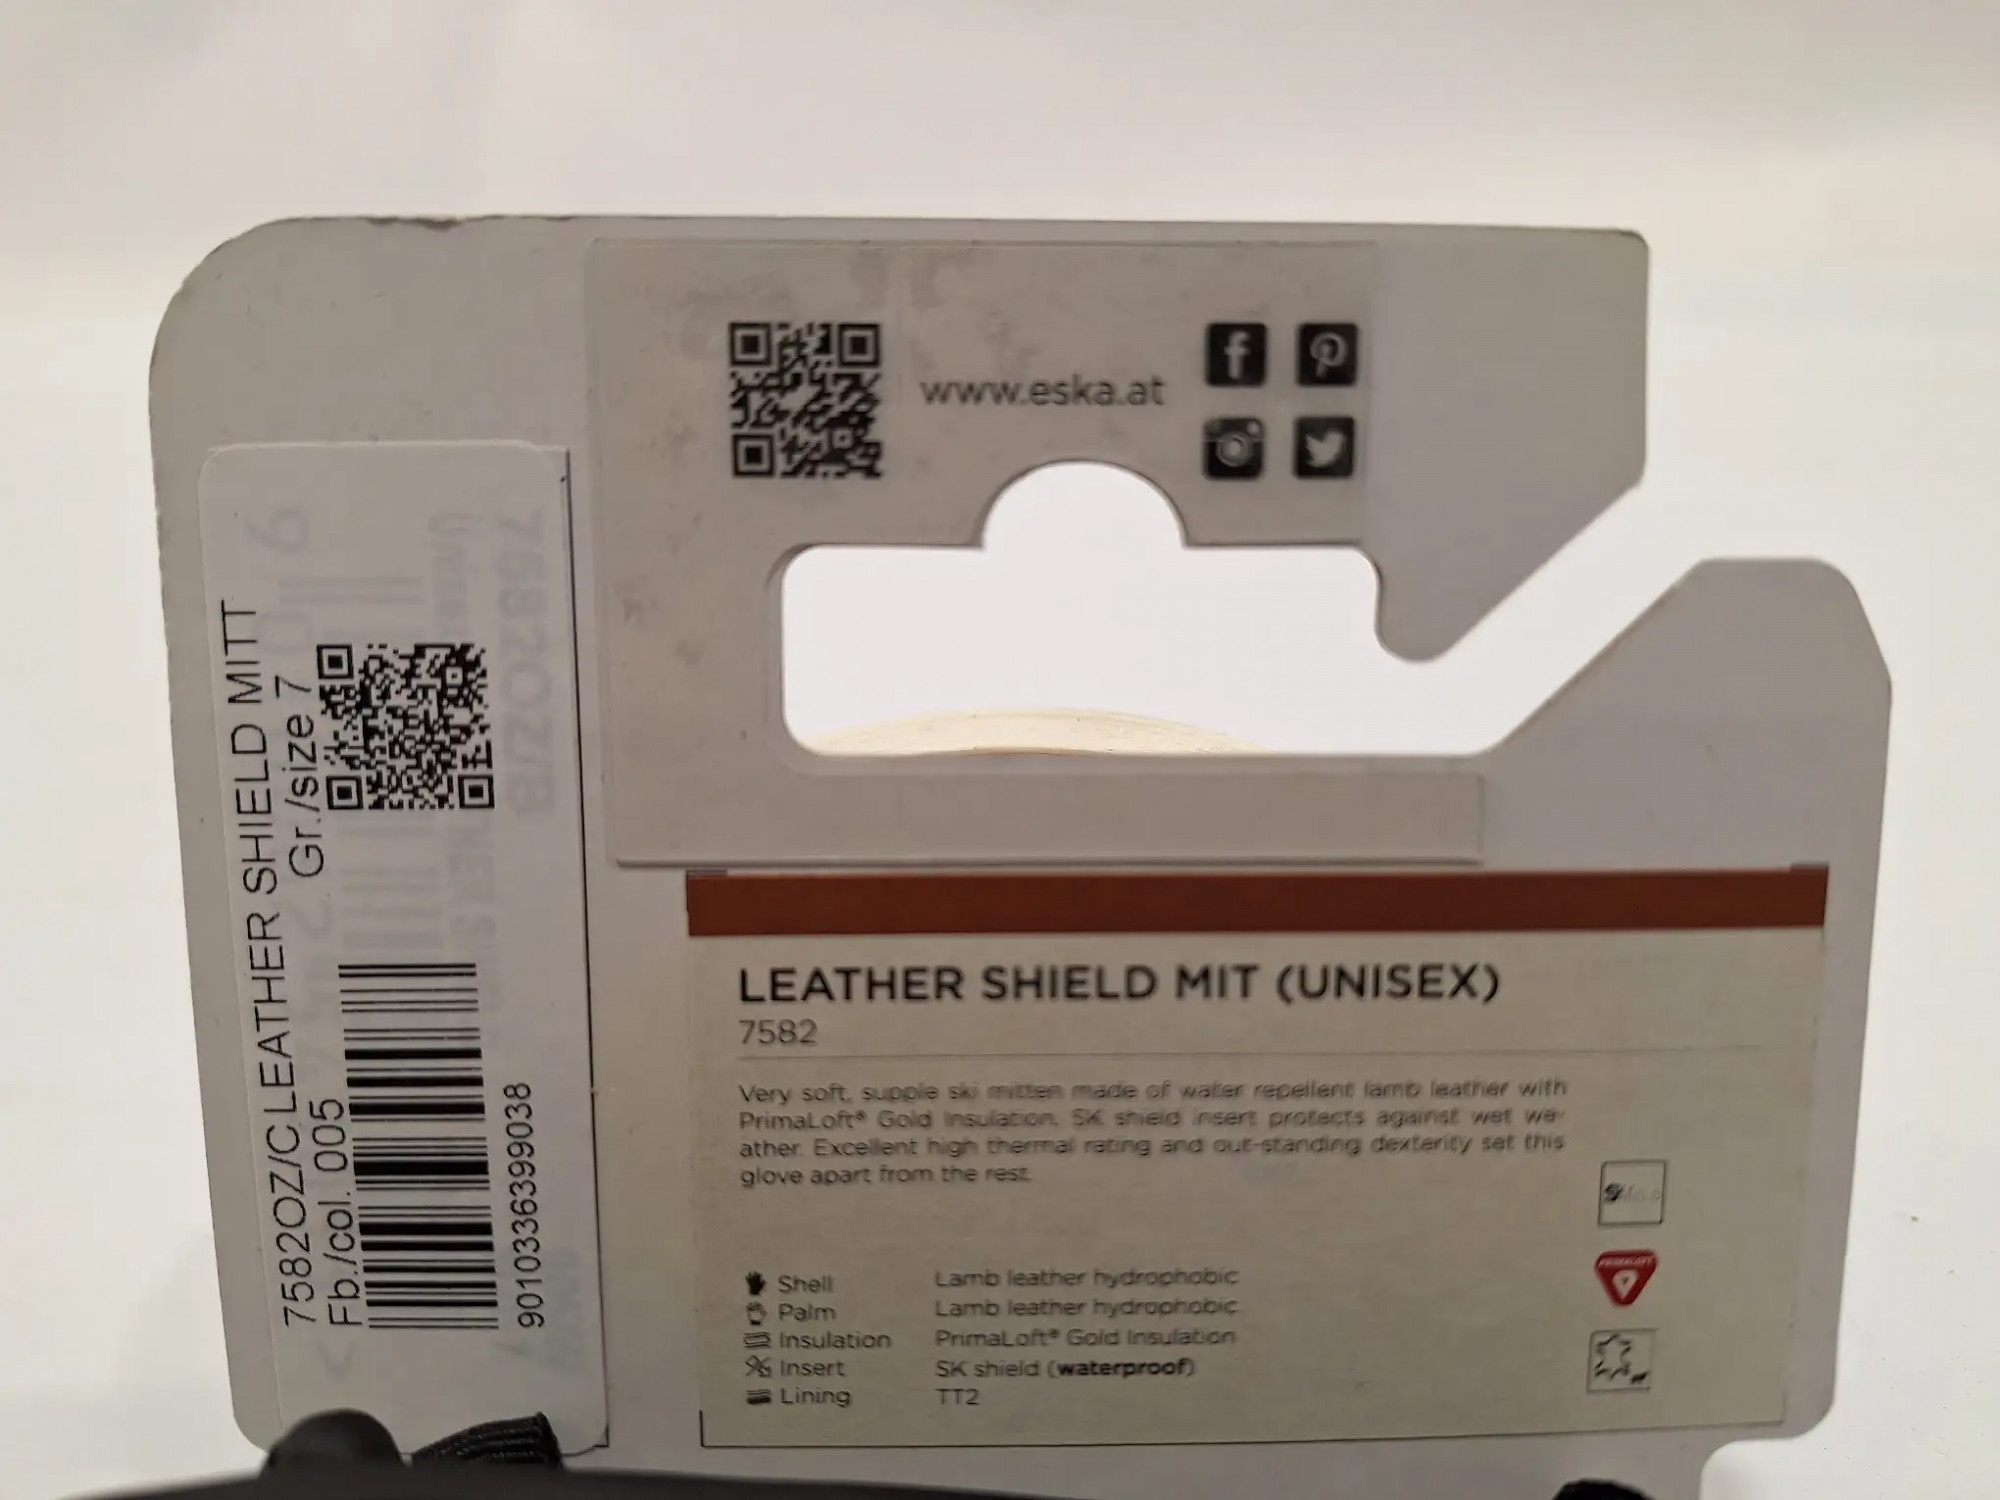 www.eska.at
7582OZ/C LEATHER SHIELD MITT
Gr./size 7
Fb./col. 005
9010336399038
LEATHER SHIELD MIT (UNISEX)
7582
Very soft, supple ski mitten made of water repellent lamb leather with
PrimaLoft® Gold Insulation. SK shield insert protects against wet we-
ather. Excellent high thermal rating and out-standing dexterity set this
glove apart from the rest.
Shell Lamb leather hydrophobic
Palm Lamb leather hydrophobic
Insulation PrimaLoft® Gold Insulation
Insert SK shield (waterproof)
Lining TT2
PRIMALOFT